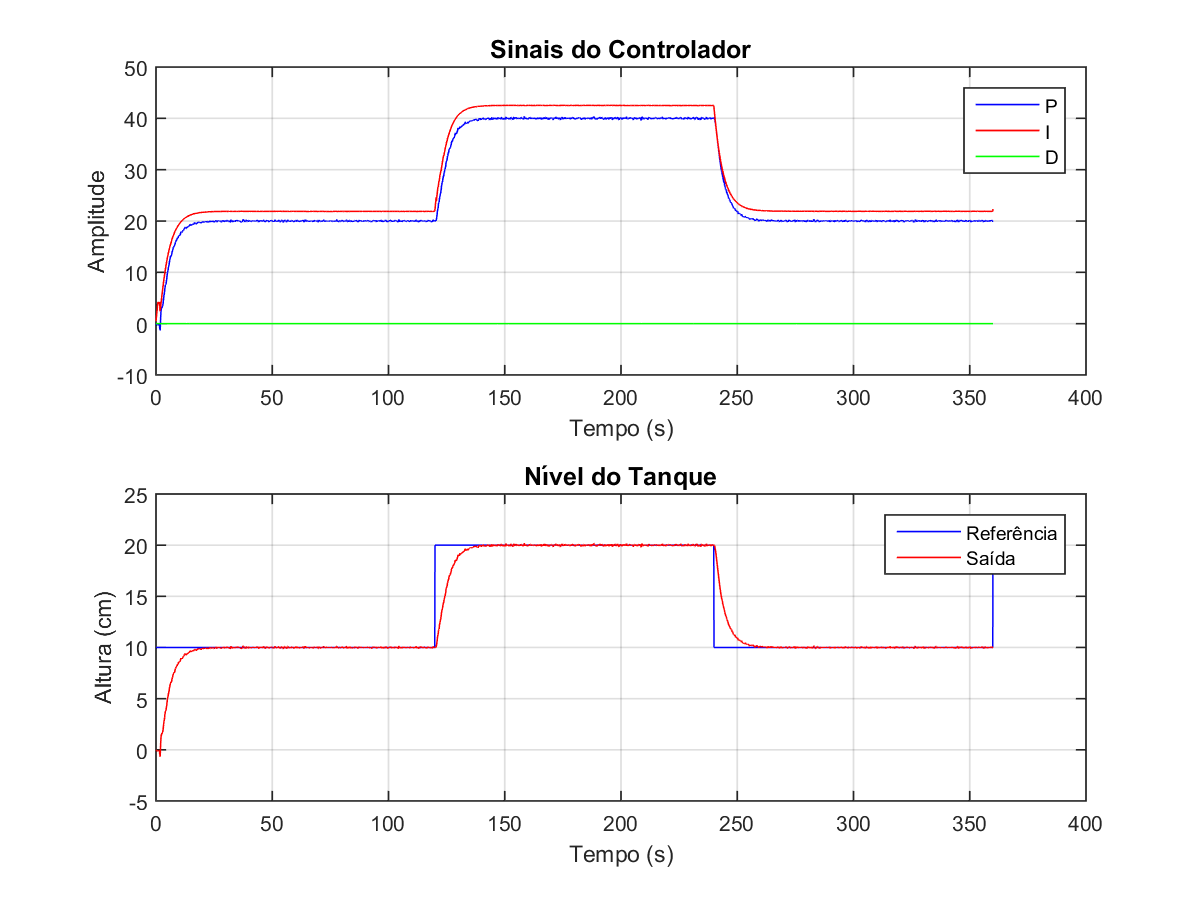 Sinais do Controlador
50
40
30
20
10
0
-10
Amplitude
P
I
D
0
50
100
150
200
250
300
350
400
Tempo (s)
Nível do Tanque
25
20
15
10
5
0
-5
Altura (cm)
Referência
Saída
0
50
100
150
200
250
300
350
400
Tempo (s)